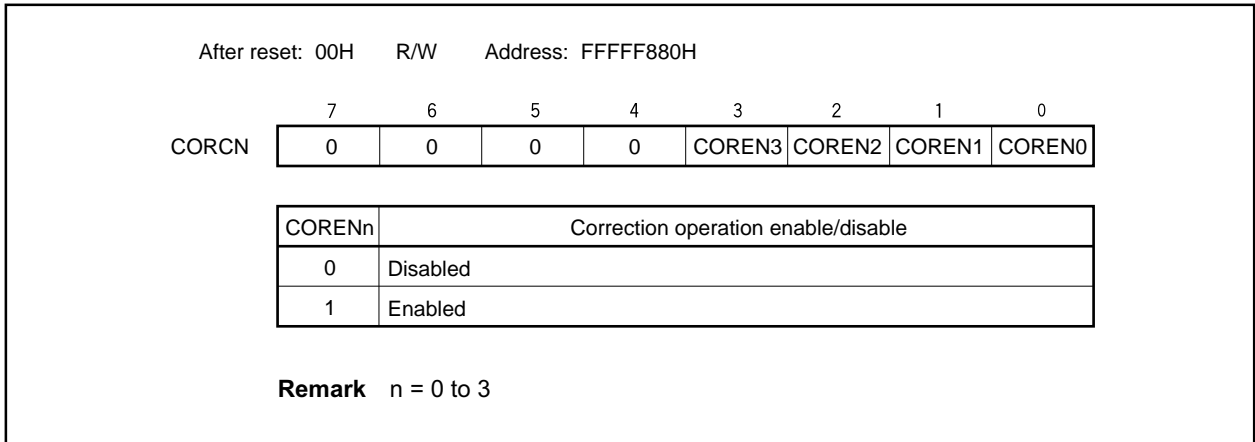 After reset: 00H R/W Address: FFFFF880H
7 6 5 4 3 2 1 0
CORCN 0 0 0 0 COREN3 COREN2 COREN1 COREN0
CORENn Correction operation enable/disable
0 Disabled
1 Enabled
Remark n = 0 to 3